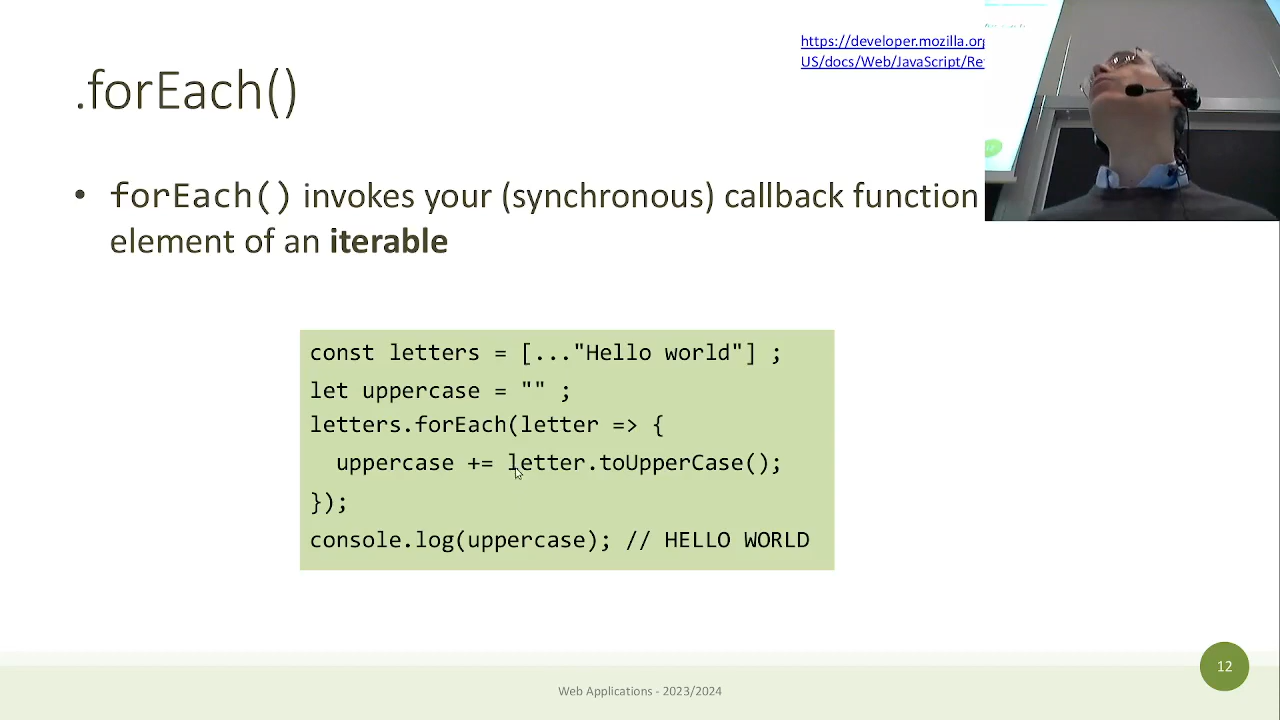 https://developer.mozilla.org
US/docs/Web/JavaScript/Re
.forEach()
• forEach() invokes your (synchronous) callback function
element of an iterable
const letters = [..."Hello world"] ;
let uppercase = "" ;
letters.forEach(letter => {
uppercase += letter.toUpperCase();
});
console.log(uppercase); // HELLO WORLD
12
Web Applications - 2023/2024